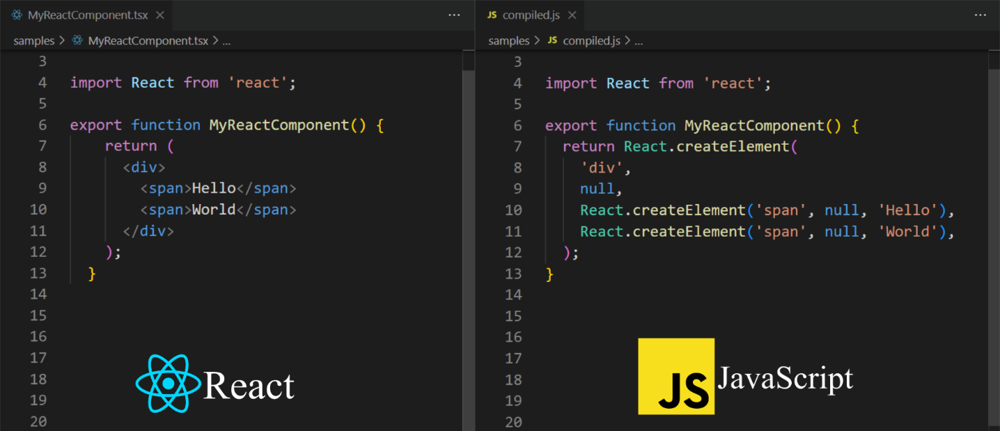 MyReactComponent.tsx
samples > MyReactComponent.tsx > ...
3
4 import React from 'react';
5
6 export function MyReactComponent() {
7 return (
8 <div>
9 <span>Hello</span>
10 <span>World</span>
11 </div>
12 );
13 }
14
15
16
17
18
19
20
React
JS compiled.js
samples > JS compiled.js > ...
3
4 import React from 'react';
5
6 export function MyReactComponent() {
7 return React.createElement(
8 'div',
9 null,
10 React.createElement('span', null, 'Hello'),
11 React.createElement('span', null, 'World'),
12 );
13 }
14
15
16
17
18
19
20
JS JavaScript